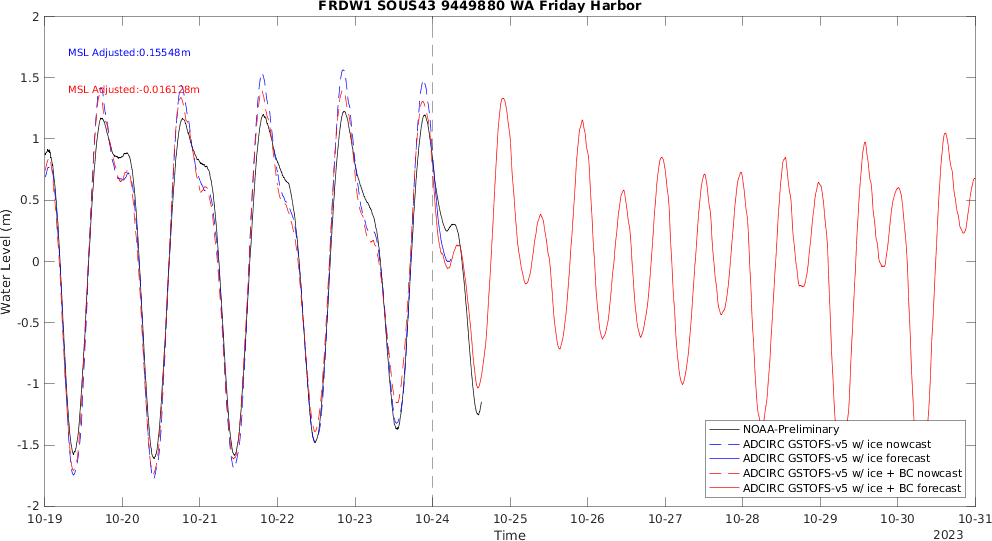 FRDW1 SOUS43 9449880 WA Friday Harbor
2
1.5
1
0.5
0
-0.5
-1
-1.5
-2
Water Level (m)
MSL Adjusted:0.15548m
MSL Adjusted:-0.016128m
NOAA-Preliminary
ADCIRC GSTOFS-v5 w/ ice nowcast
ADCIRC GSTOFS-v5 w/ ice forecast
ADCIRC GSTOFS-v5 w/ ice + BC nowcast
ADCIRC GSTOFS-v5 w/ ice + BC forecast
10-19 10-20 10-21 10-22 10-23 10-24 10-25 10-26 10-27 10-28 10-29 10-30 10-31
Time
2023